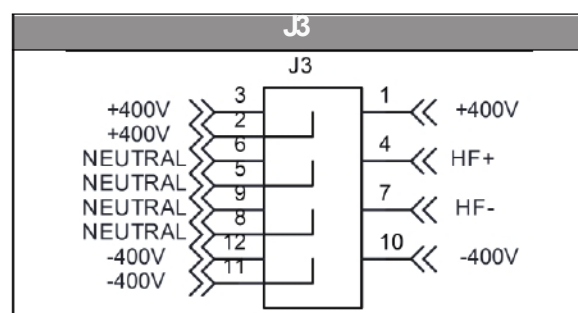 J3
J3
+400V 3 1 +400V
+400V 2
NEUTRAL 6 4 HF+
NEUTRAL 5
NEUTRAL 9 7 HF-
NEUTRAL 8
-400V 12 10 -400V
-400V 11